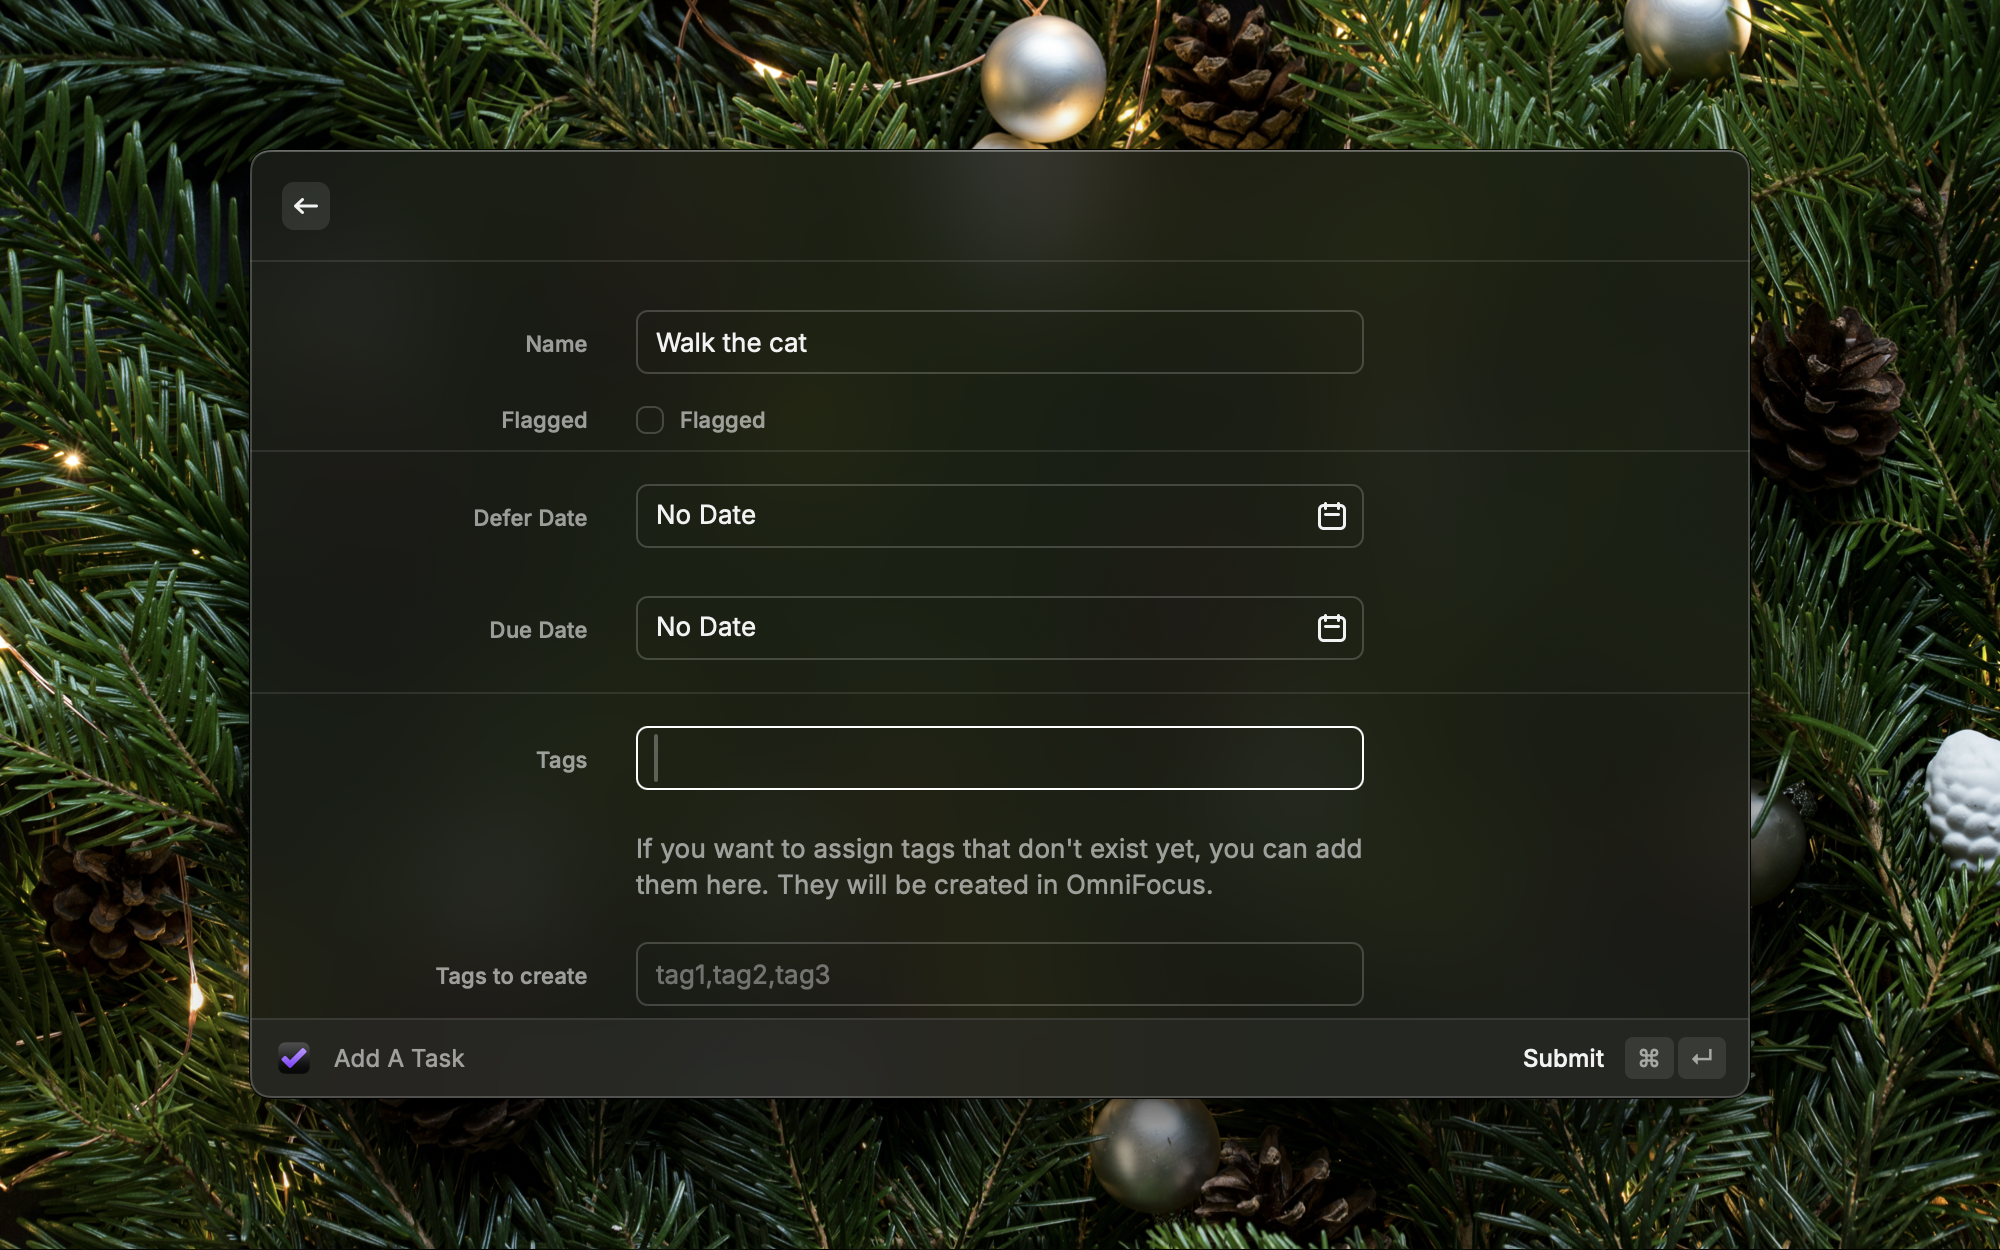 Name
Walk the cat
Flagged
Flagged
Defer Date
No Date
Due Date
No Date
Tags
If you want to assign tags that don't exist yet, you can add
them here. They will be created in OmniFocus.
Tags to create
tag1,tag2,tag3
Add A Task
Submit ⌘ ↵